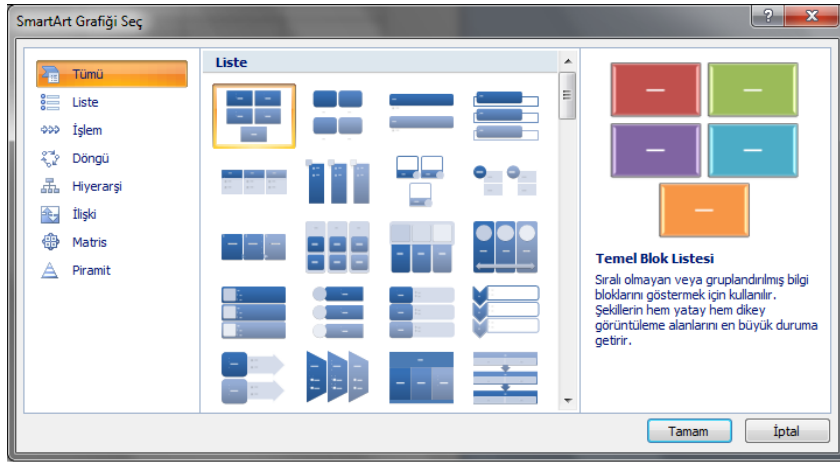 SmartArt Grafiği Seç
Tümü
Liste
İşlem
Döngü
Hiyerarşi
İlişki
Matris
Piramit
Liste
Temel Blok Listesi
Sıralı olmayan veya gruplandırılmış bilgi
bloklarını göstermek için kullanılır.
Şekillerin hem yatay hem dikey
görüntüleme alanlarını en büyük duruma
getirir.
Tamam
İptal